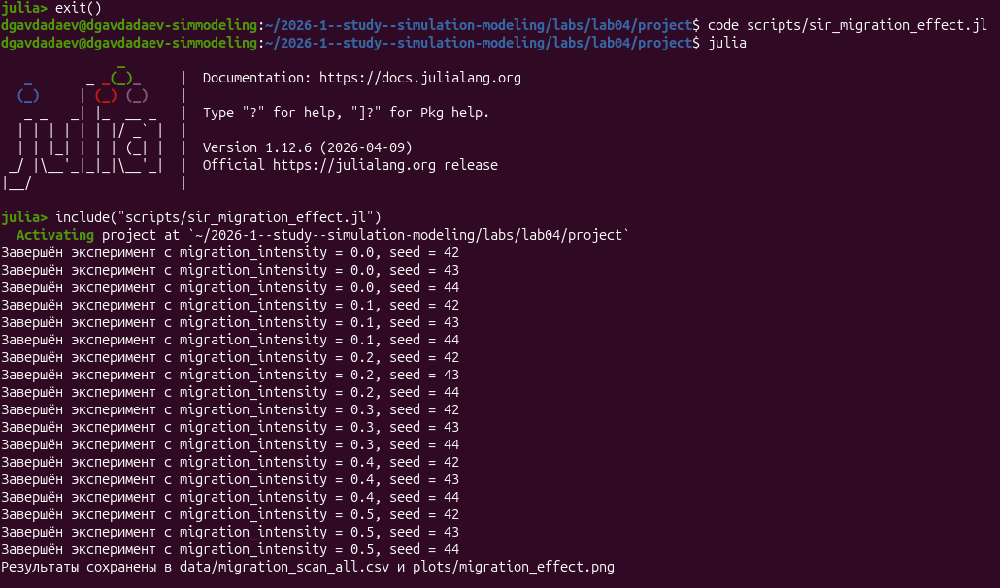 julia> exit()
dgavdadaev@dgavdadaev-simmodeling:~/2026-1--study--simulation-modeling/labs/lab04/project$ code scripts/sir_migration_effect.jl
dgavdadaev@dgavdadaev-simmodeling:~/2026-1--study--simulation-modeling/labs/lab04/project$ julia
               _
   _       _ _(_)_     |  Documentation: https://docs.julialang.org
  (_)     | (_) (_)    |
   _ _   _| |_  __ _   |  Type "?" for help, "]?" for Pkg help.
  | | | | | | |/ _` |  |
  | | |_| | | | (_| |  |  Version 1.12.6 (2026-04-09)
 _/ |\__'_|_|_|\__'_|  |  Official https://julialang.org release
|__/                   |
julia> include("scripts/sir_migration_effect.jl")
  Activating project at `~/2026-1--study--simulation-modeling/labs/lab04/project`
Завершён эксперимент с migration_intensity = 0.0, seed = 42
Завершён эксперимент с migration_intensity = 0.0, seed = 43
Завершён эксперимент с migration_intensity = 0.0, seed = 44
Завершён эксперимент с migration_intensity = 0.1, seed = 42
Завершён эксперимент с migration_intensity = 0.1, seed = 43
Завершён эксперимент с migration_intensity = 0.1, seed = 44
Завершён эксперимент с migration_intensity = 0.2, seed = 42
Завершён эксперимент с migration_intensity = 0.2, seed = 43
Завершён эксперимент с migration_intensity = 0.2, seed = 44
Завершён эксперимент с migration_intensity = 0.3, seed = 42
Завершён эксперимент с migration_intensity = 0.3, seed = 43
Завершён эксперимент с migration_intensity = 0.3, seed = 44
Завершён эксперимент с migration_intensity = 0.4, seed = 42
Завершён эксперимент с migration_intensity = 0.4, seed = 43
Завершён эксперимент с migration_intensity = 0.4, seed = 44
Завершён эксперимент с migration_intensity = 0.5, seed = 42
Завершён эксперимент с migration_intensity = 0.5, seed = 43
Завершён эксперимент с migration_intensity = 0.5, seed = 44
Результаты сохранены в data/migration_scan_all.csv и plots/migration_effect.png